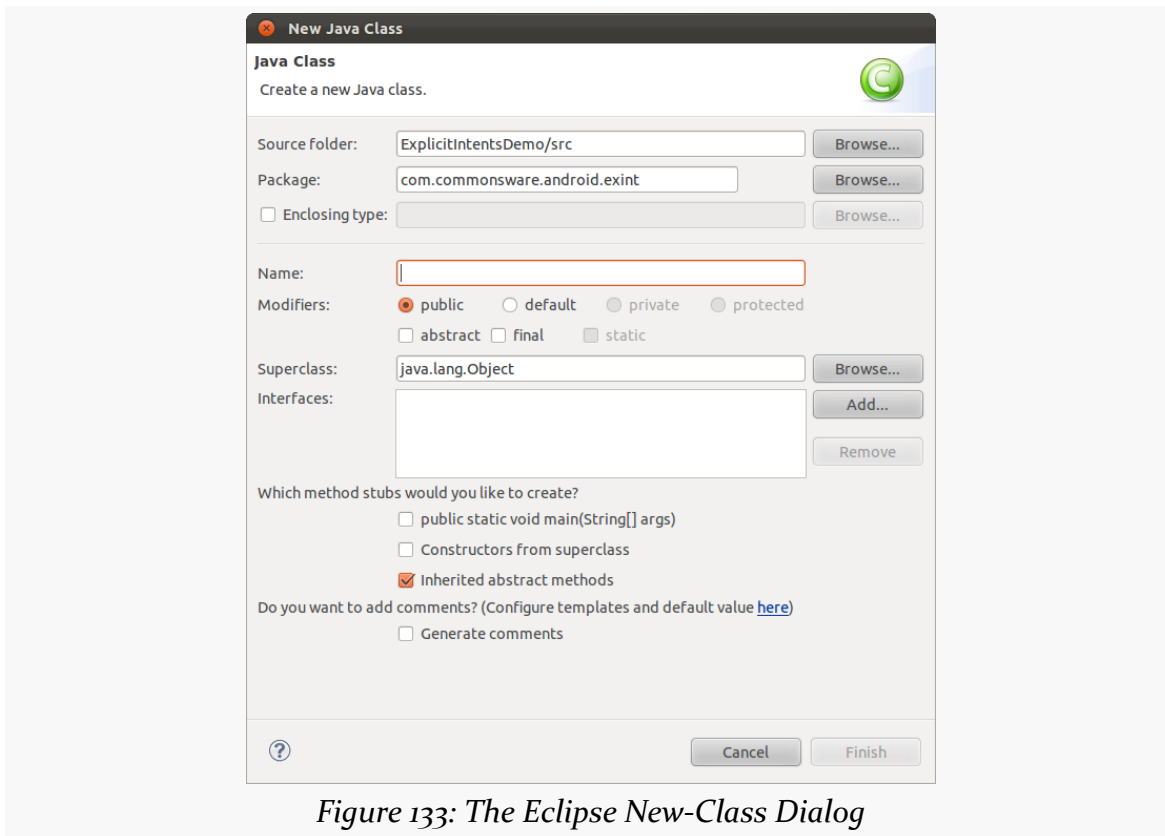 New Java Class
Java Class
Create a new Java class.
C
Source folder: ExplicitIntentsDemo/src Browse...
Package: com.commonsware.android.exint Browse...
Enclosing type: Browse...
Name:
Modifiers: public default private protected
abstract final static
Superclass: java.lang.Object Browse...
Interfaces: Add...
Remove
Which method stubs would you like to create?
public static void main(String[] args)
Constructors from superclass
Inherited abstract methods
Do you want to add comments? (Configure templates and default value here)
Generate comments
? Cancel Finish
Figure 133: The Eclipse New-Class Dialog